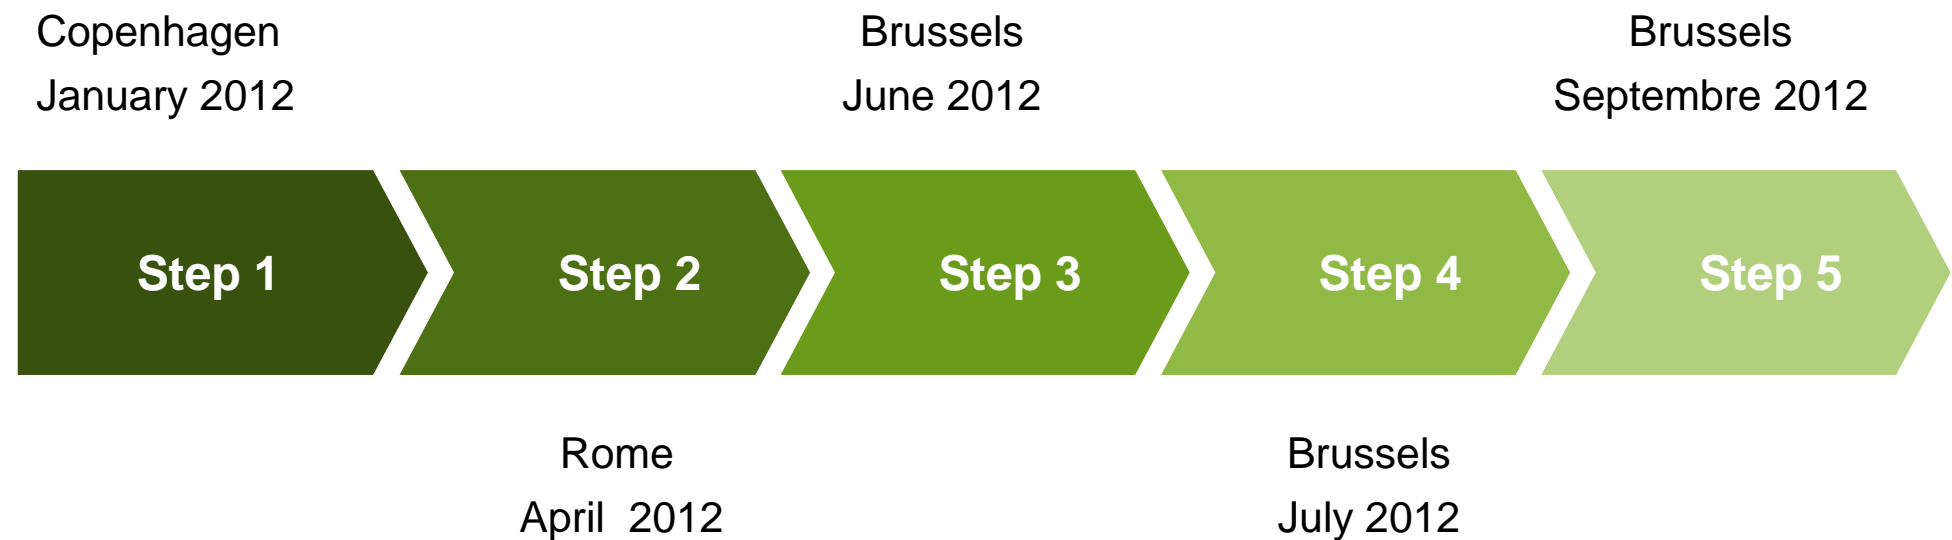 Copenhagen
January 2012
Brussels
June 2012
Brussels
Septembre 2012
Step 1
Step 2
Step 3
Step 4
Step 5
Rome
April  2012
Brussels
July 2012